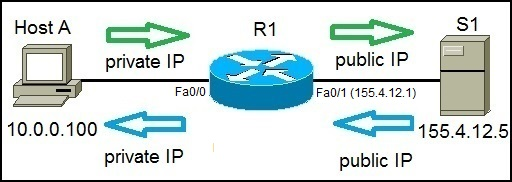 Host A
R1
S1
private IP
public IP
Fa0/0
Fa0/1 (155.4.12.1)
10.0.0.100
155.4.12.5
private IP
public IP